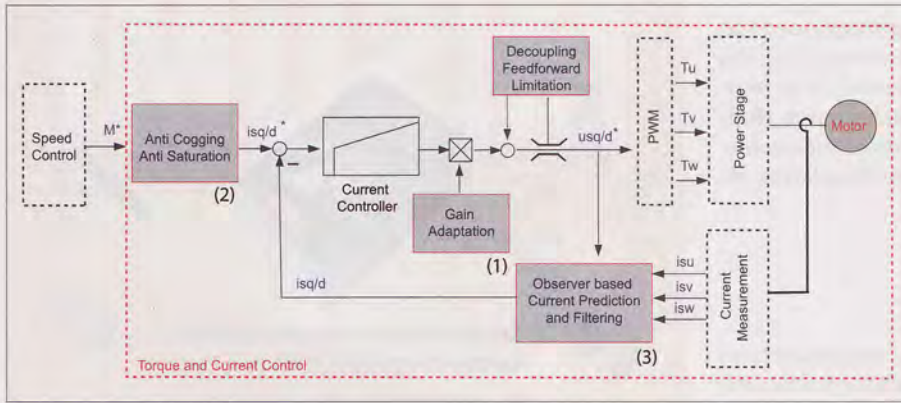 Speed
Control
M*
Anti Cogging
Anti Saturation
(2)
isq/d *
Current
Controller
Gain
Adaptation
(1)
Decoupling
Feedforward
Limitation
usq/d*
PWM
Tu
Tv
Tw
Power Stage
Motor
isq/d
Observer based
Current Prediction
and Filtering
(3)
isu
isv
isw
Current
Measurement
Torque and Current Control